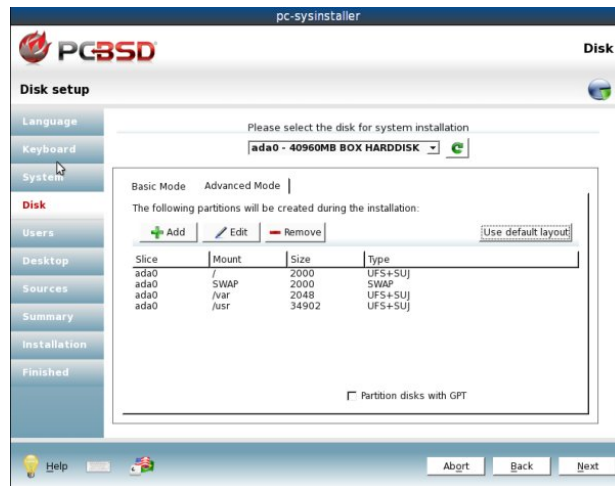 pc-sysinstaller
PCBSD
Disk
Disk setup
Language
Keyboard
System
Disk
Users
Desktop
Sources
Summary
Installation
Finished
Please select the disk for system installation
ada0 - 40960MB BOX HARDDISK
Basic Mode Advanced Mode
The following partitions will be created during the installation:
Add Edit Remove Use default layout
Slice Mount Size Type
ada0 / 2000 UFS+SUJ
ada0 SWAP 2000 SWAP
ada0 /var 2048 UFS+SUJ
ada0 /usr 34902 UFS+SUJ
Partition disks with GPT
Help Abort Back Next